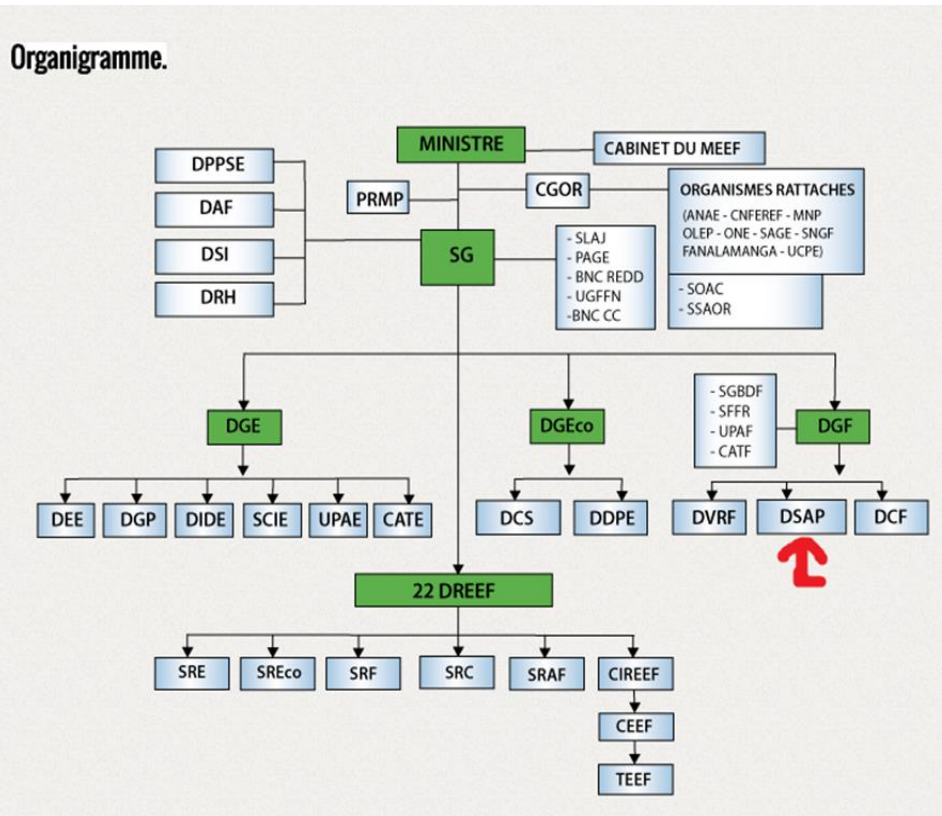 Organigramme.
MINISTRE
CABINET DU MEEF
DPPSE
PRMP
CGOR
ORGANISMES RATTACHES
(ANAE - CNFEREF - MNP
OLEP - ONE - SAGE - SNGF
FANALAMANGA - UCPE)
DAF
DSI
DRH
SG
- SLAJ
- PAGE
- BNC REDD
- UGFFN
-BNC CC
- SOAC
- SSAOR
DGE
DGEco
- SGBDF
- SFFR
- UPAF
- CATF
DGF
DEE
DGP
DIDE
SCIE
UPAE
CATE
DCS
DDPE
DVRF
DSAP
DCF
22 DREEF
SRE
SREco
SRF
SRC
SRAF
CIREEF
CEEF
TEEF